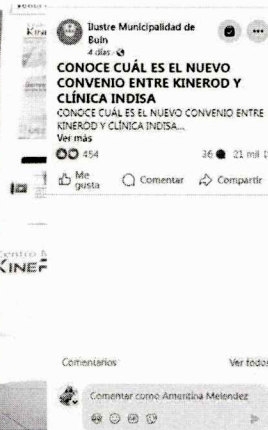 Ilustre Municipalidad de
Buin
4 días
CONOCE CUÁL ES EL NUEVO
CONVENIO ENTRE KINEROD Y
CLÍNICA INDISA
CONOCE CUÁL ES EL NUEVO CONVENIO ENTRE
KINEROD Y CLÍNICA INDISA...
Ver más
454
36
21 mil
Me
gusta
Comentar
Compartir
Centro
KINER
Comentarios
Ver todos
Comentar como Amentina Melendez